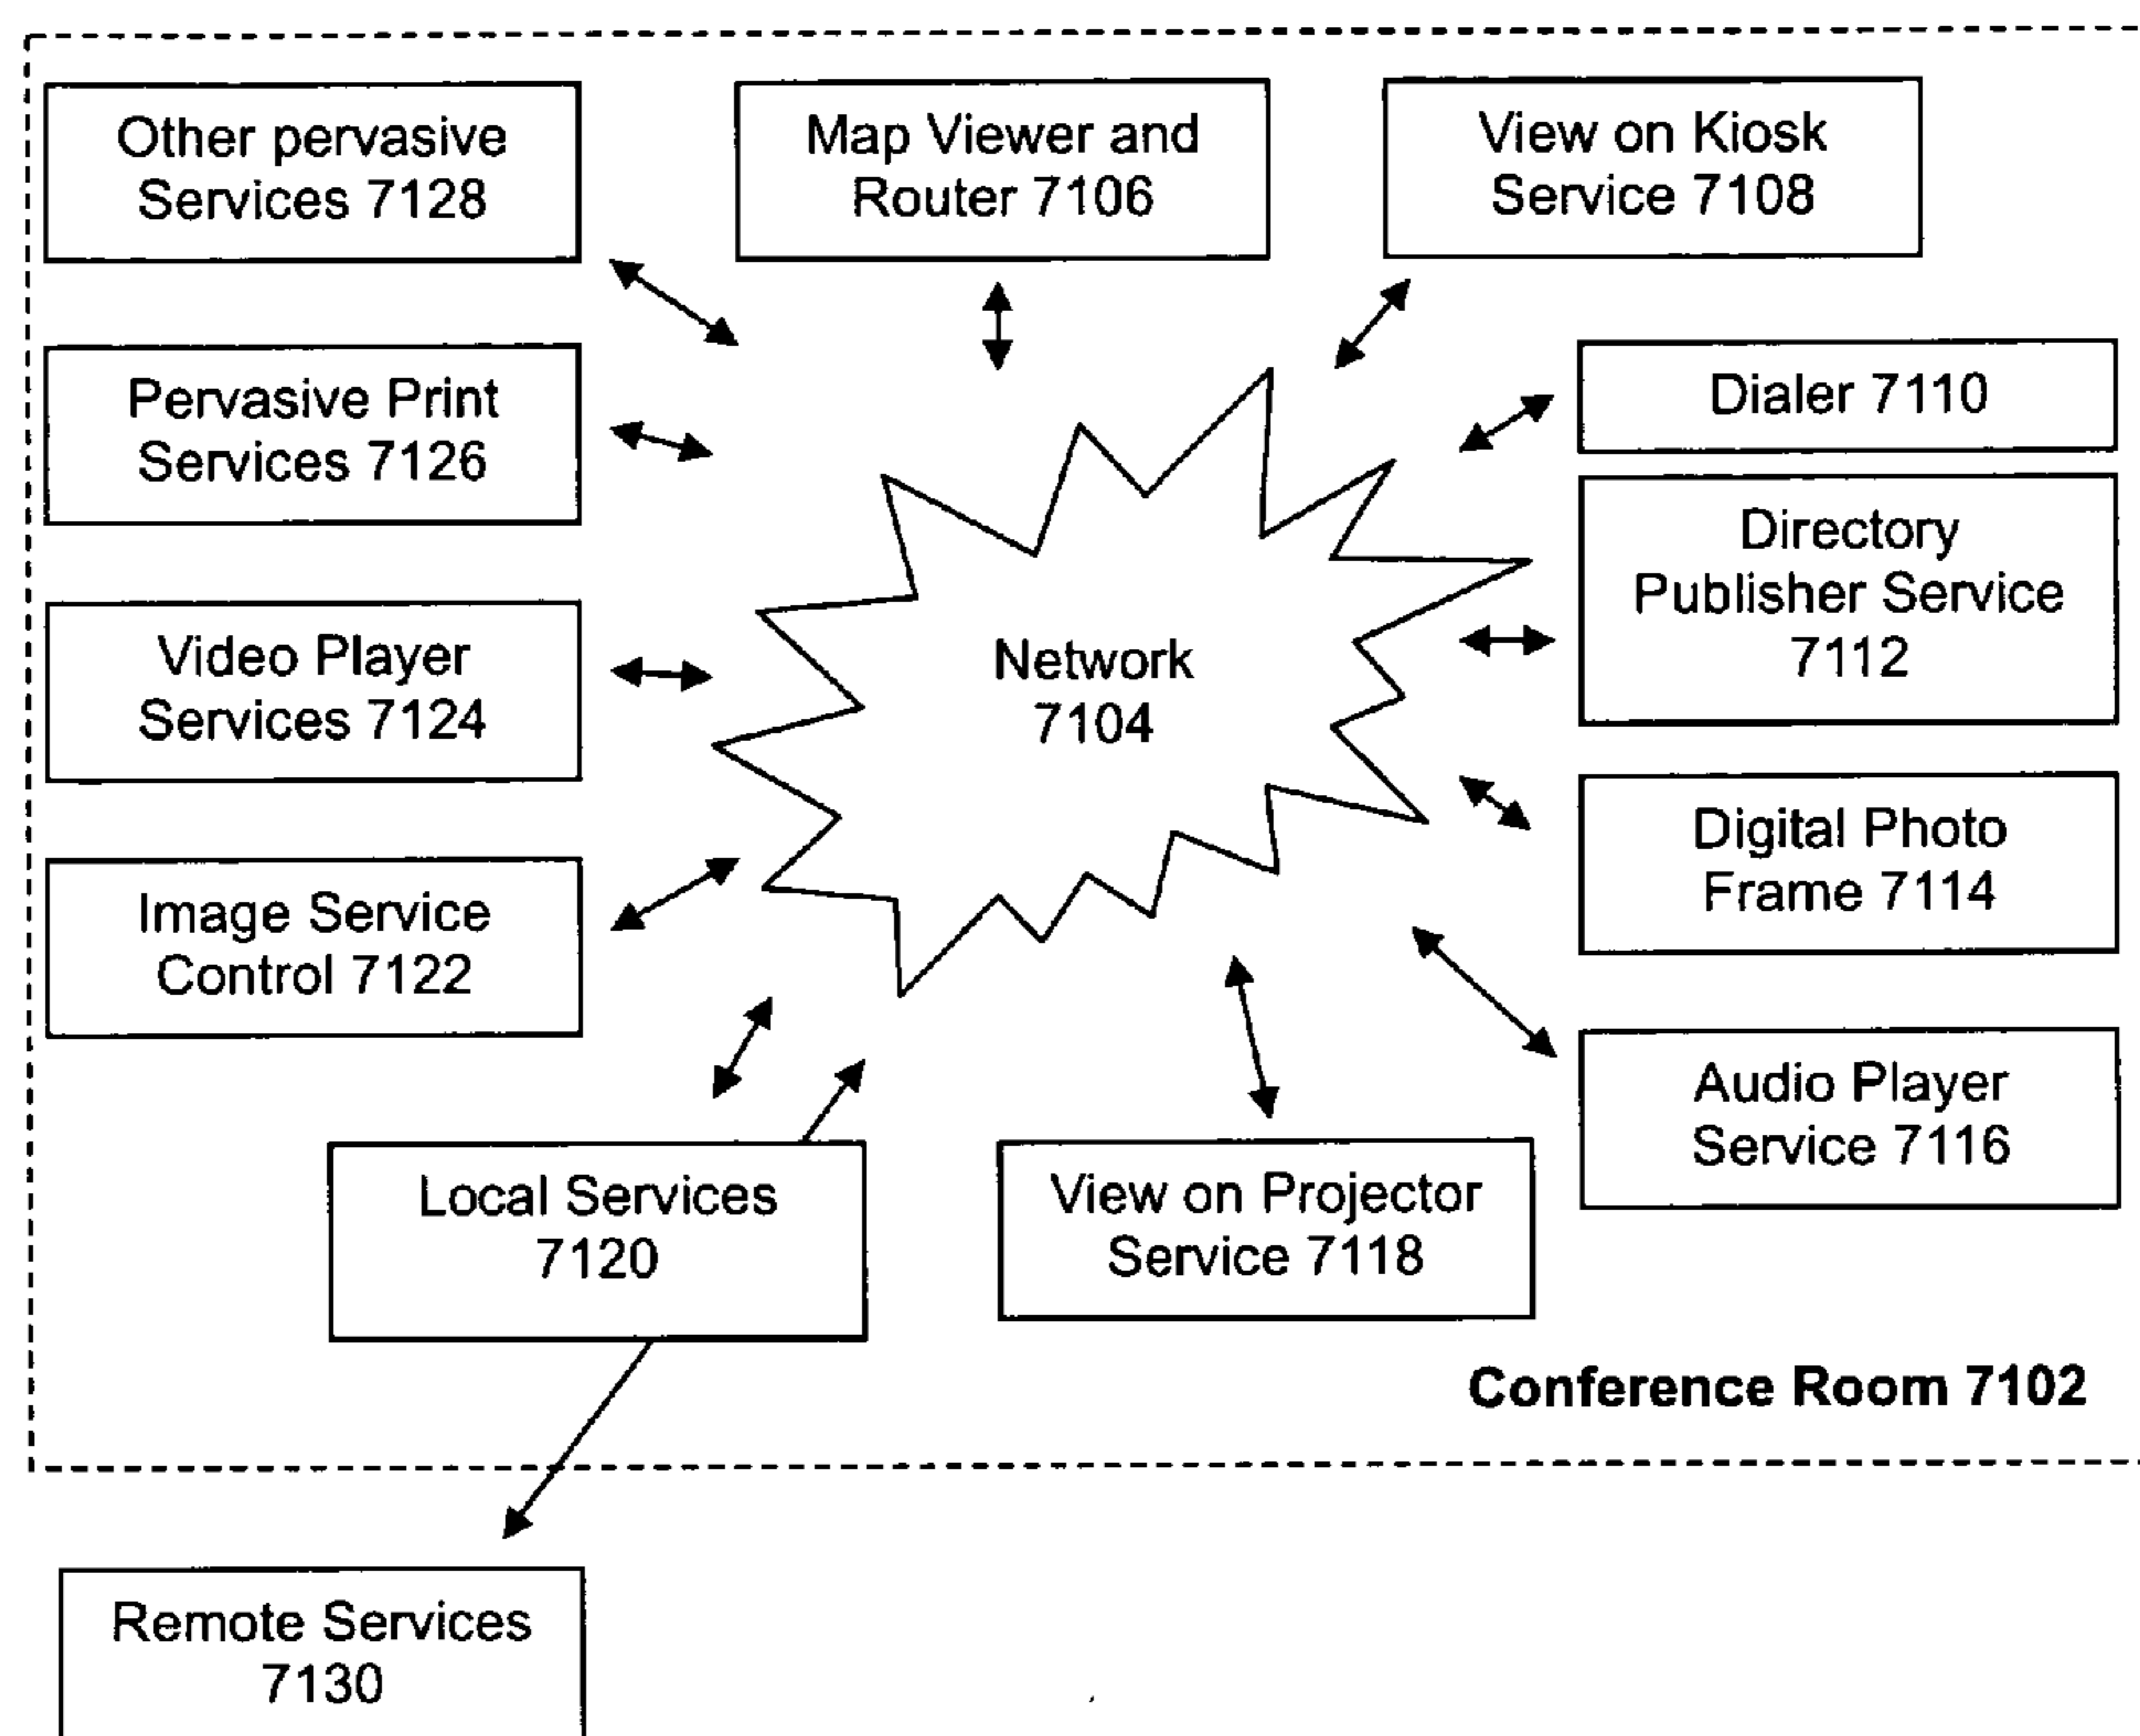 Other pervasive
Services 7128
Map Viewer and
Router 7106
View on Kiosk
Service 7108
Pervasive Print
Services 7126
Dialer 7110
Directory
Publisher Service
7112
Video Player
Services 7124
Network
7104
Digital Photo
Frame 7114
Image Service
Control 7122
Audio Player
Service 7116
Local Services
7120
View on Projector
Service 7118
Conference Room 7102
Remote Services
7130